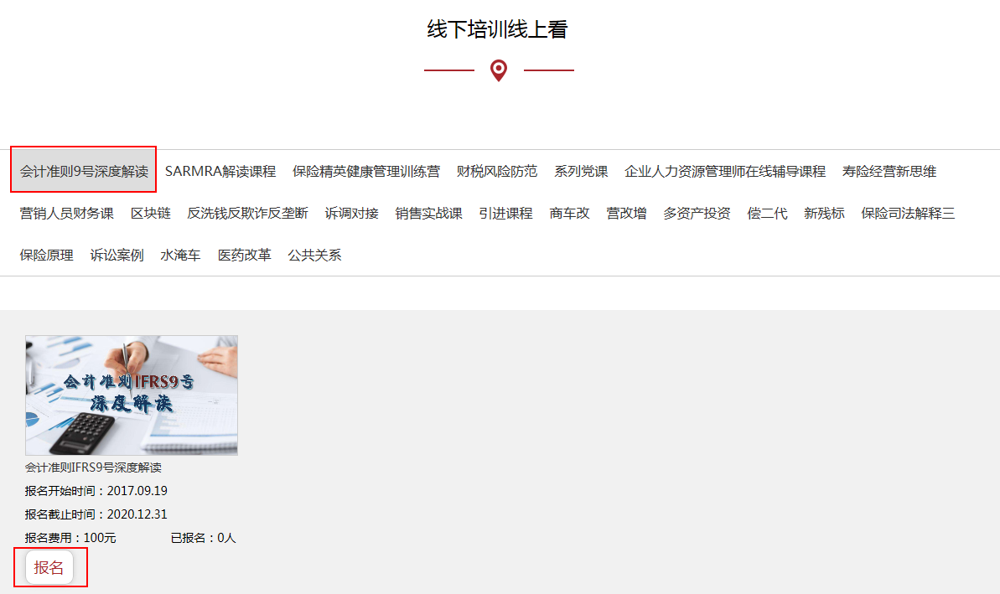 线下培训线上看
会计准则9号深度解读 SARMRA解读课程 保险精英健康管理训练营 财税风险防范 系列党课 企业人力资源管理师在线辅导课程 寿险经营新思维
营销人员财务课 区块链 反洗钱反欺诈反垄断 诉调对接 销售实战课 引进课程 商车改 营改增 多资产投资 偿二代 新残标 保险司法解释三
保险原理 诉讼案例 水淹车 医药改革 公共关系
会计准则IFRS9号
深度解读
会计准则IFRS9号深度解读
报名开始时间：2017.09.19
报名截止时间：2020.12.31
报名费用：100元 已报名：0人
报名